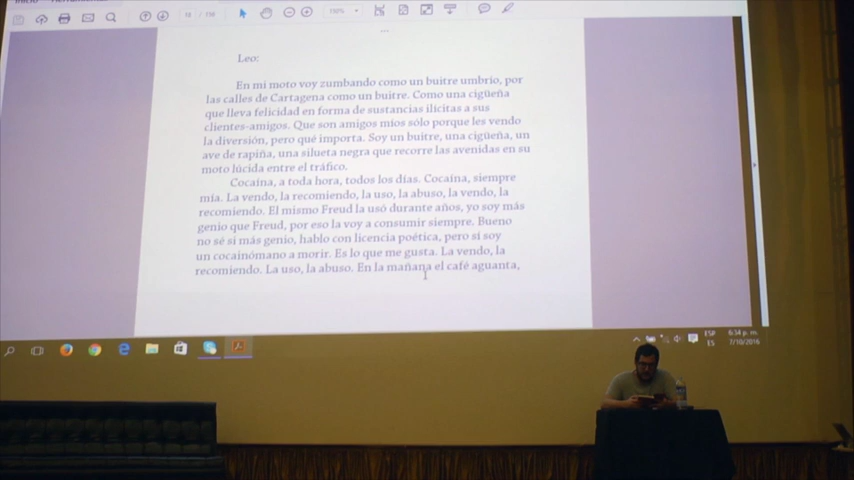 12 / 116
Leo:
En mi moto voy zumbando como un buitre umbrío, por
las calles de Cartagena como un buitre. Como una cigüeña
que lleva felicidad en forma de sustancias ilícitas a sus
clientes-amigos. Que son amigos míos sólo porque les vendo
la diversión, pero qué importa. Soy un buitre, una cigüeña, un
ave de rapiña, una silueta negra que recorre las avenidas en su
moto lúcida entre el tráfico.
Cocaína, a toda hora, todos los días. Cocaína, siempre
mía. La vendo, la recomiendo, la uso, la abuso, la vendo, la
recomiendo. El mismo Freud la usó durante años, yo soy más
genio que Freud, por eso la voy a consumir siempre. Bueno
no sé si más genio, hablo con licencia poética, pero sí soy
un cocainómano a morir. Es lo que me gusta. La vendo, la
recomiendo. La uso, la abuso. En la mañana el café aguanta,
ESP
ES
6:34 p. m.
7/10/2016